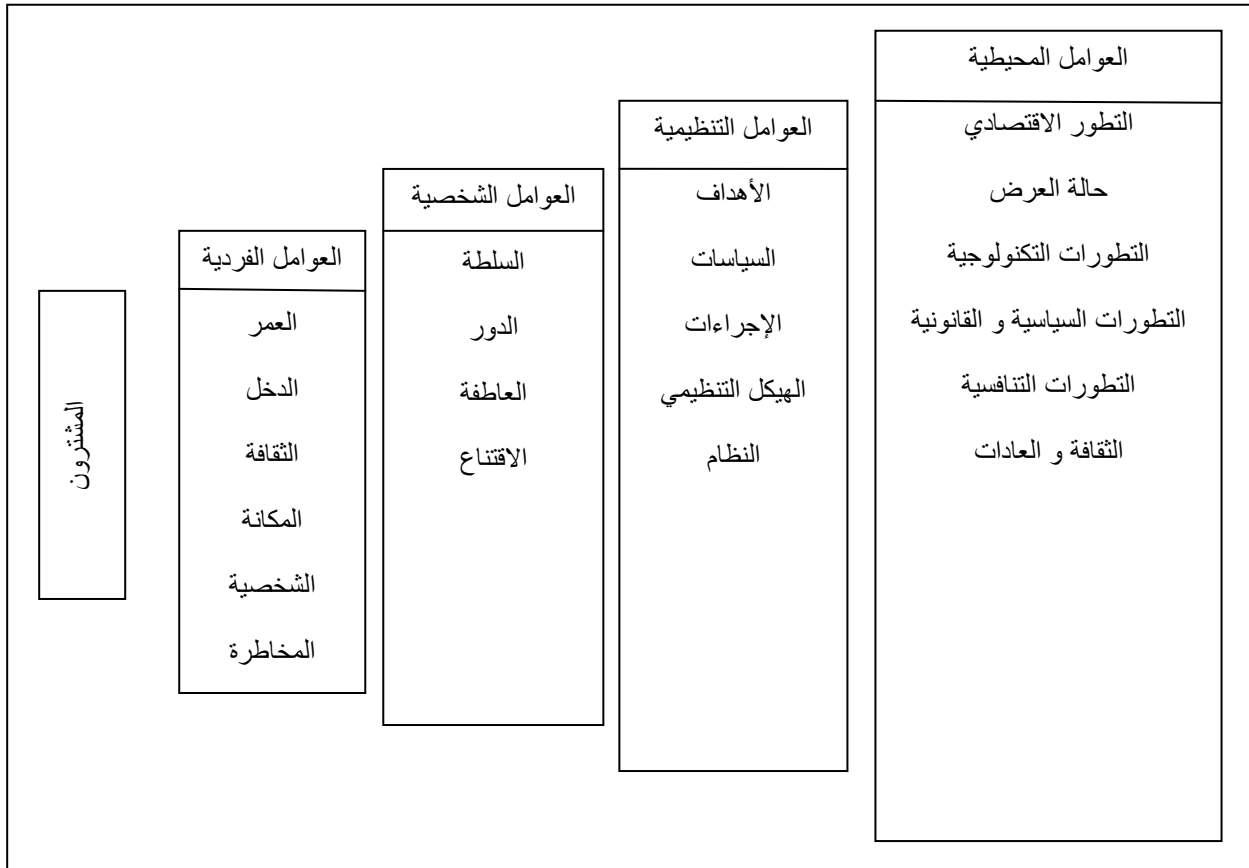 العوامل المحيطية
التطور الاقتصادي
حالة العرض
التطورات التكنولوجية
التطورات السياسية و القانونية
التطورات التنافسية
الثقافة و العادات
العوامل التنظيمية
الأهداف
السياسات
الإجراءات
الهيكل التنظيمي
النظام
العوامل الشخصية
السلطة
الدور
العاطفة
الاقتناع
العوامل الفردية
العمر
الدخل
الثقافة
المكانة
الشخصية
المخاطرة
المشترون